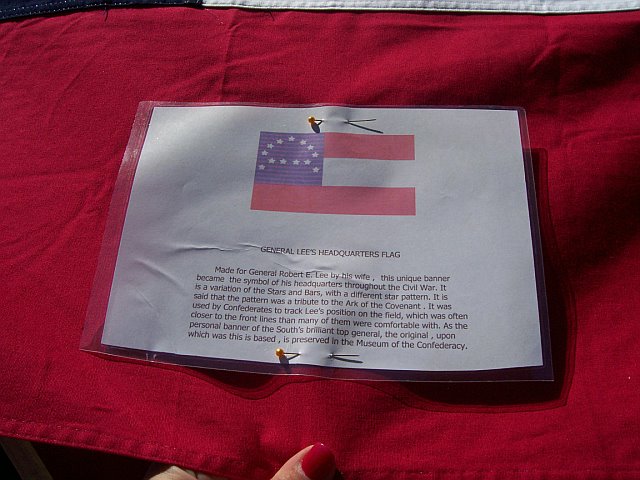 GENERAL LEE'S HEADQUARTERS FLAG
Made for General Robert E. Lee by his wife , this unique banner
became the symbol of his headquarters throughout the Civil War. It
is a variation of the Stars and Bars, with a different star pattern. It is
said that the pattern was a tribute to the Ark of the Covenant . It was
used by Confederates to track Lee's position on the field, which was often
closer to the front lines than many of them were comfortable with. As the
personal banner of the South's brilliant top general, the original , upon
which was this is based , is preserved in the Museum of the Confederacy.